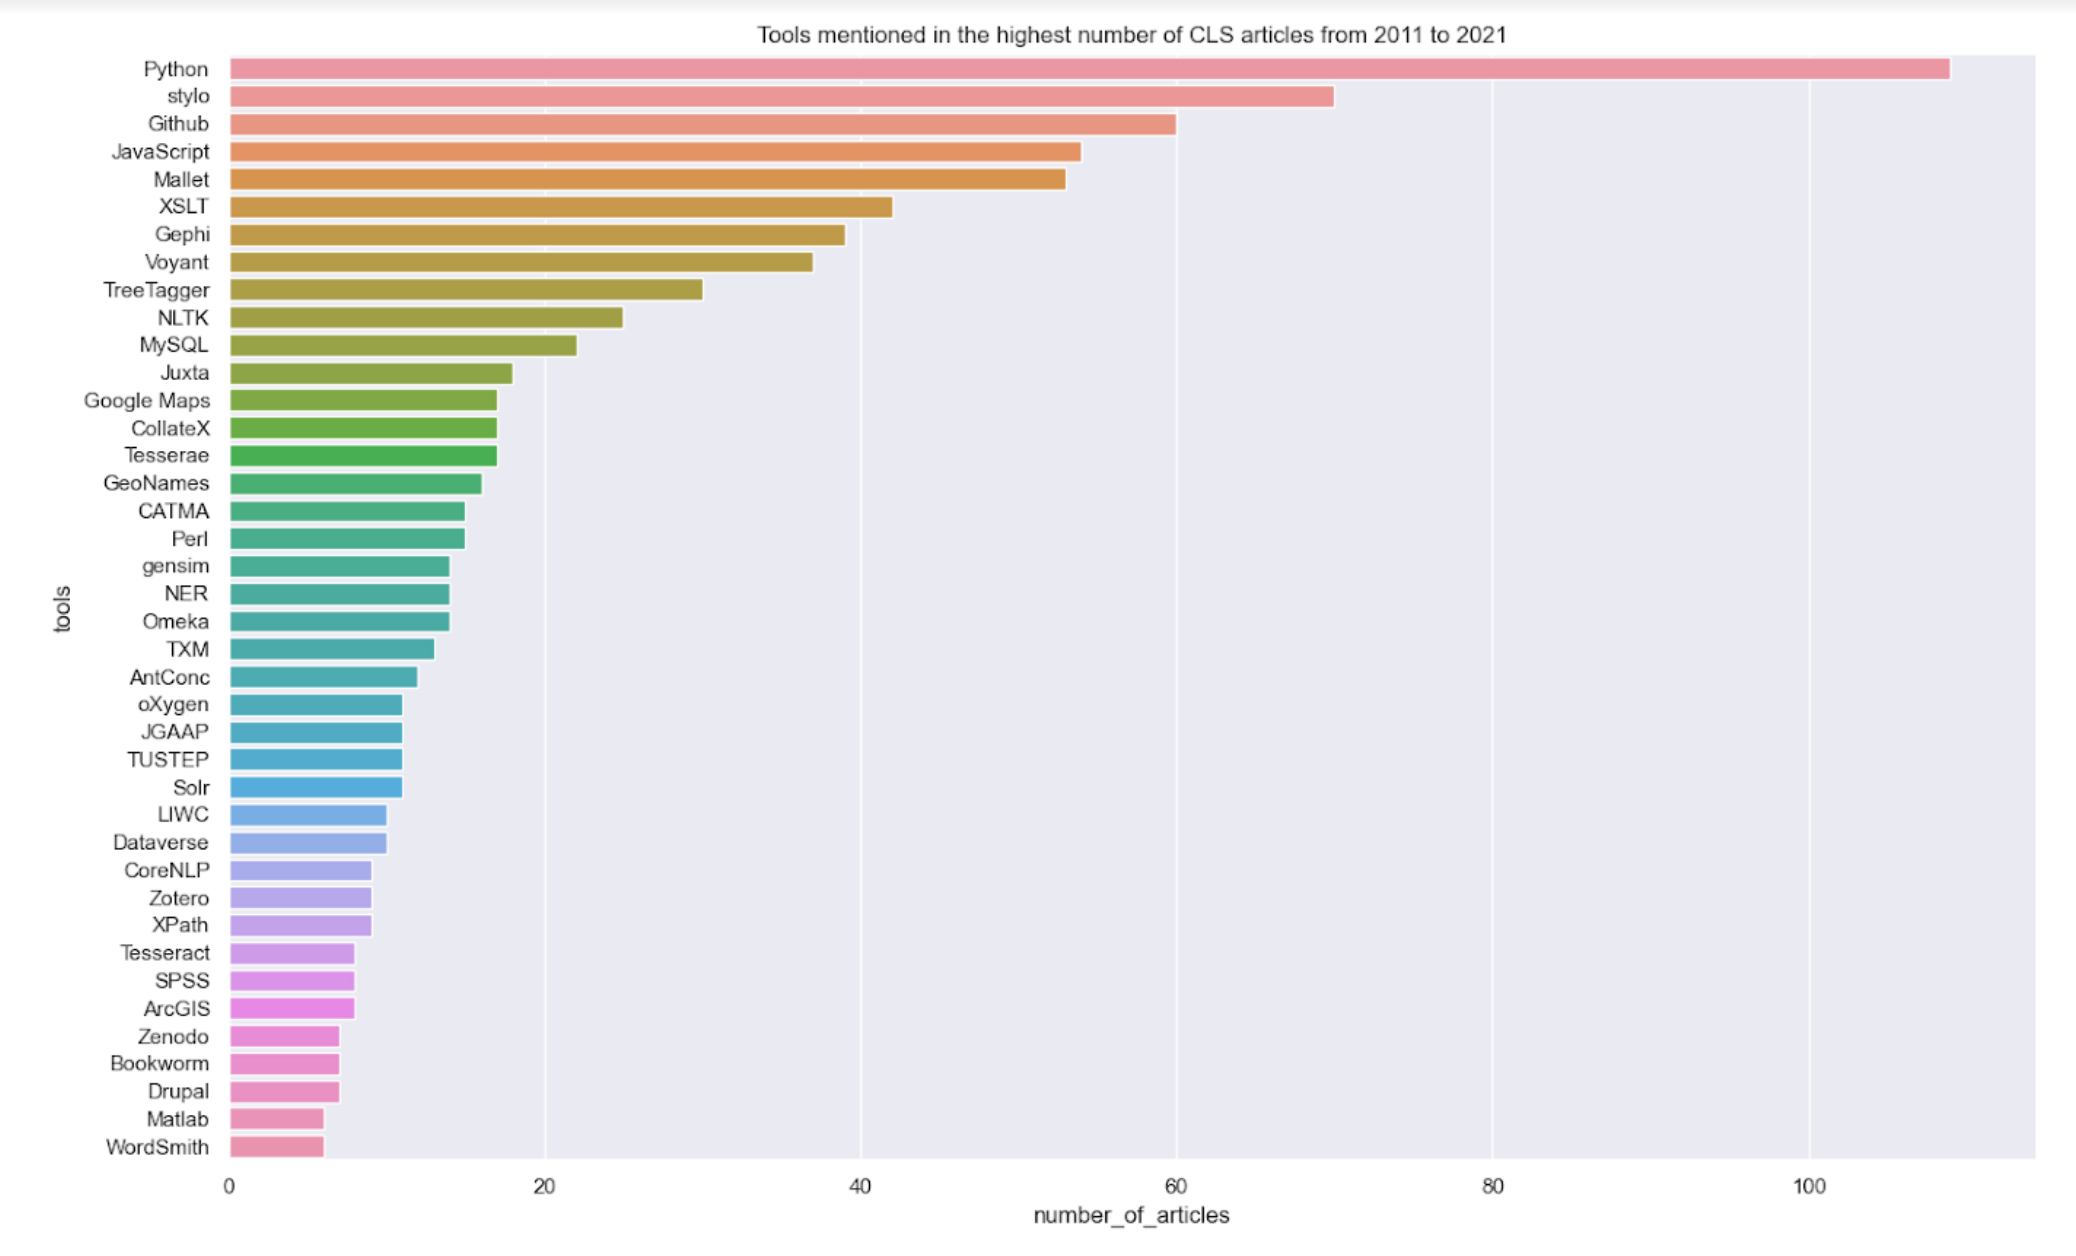 Tools mentioned in the highest number of CLS articles from 2011 to 2021
Python
stylo
Github
JavaScript
Mallet
XSLT
Gephi
Voyant
TreeTagger
NLTK
MySQL
Juxta
Google Maps
CollateX
Tesserae
GeoNames
CATMA
Perl
gensim
NER
Omeka
TXM
AntConc
oXygen
JGAAP
TUSTEP
Solr
LIWC
Dataverse
CoreNLP
Zotero
XPath
Tesseract
SPSS
ArcGIS
Zenodo
Bookworm
Drupal
Matlab
WordSmith
tools
0 20 40 60 80 100
number_of_articles